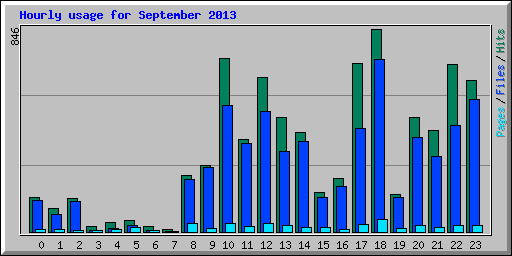 Hourly usage for September 2013
846
Pages/Files/Hits
0 1 2 3 4 5 6 7 8 9 10 11 12 13 14 15 16 17 18 19 20 21 22 23